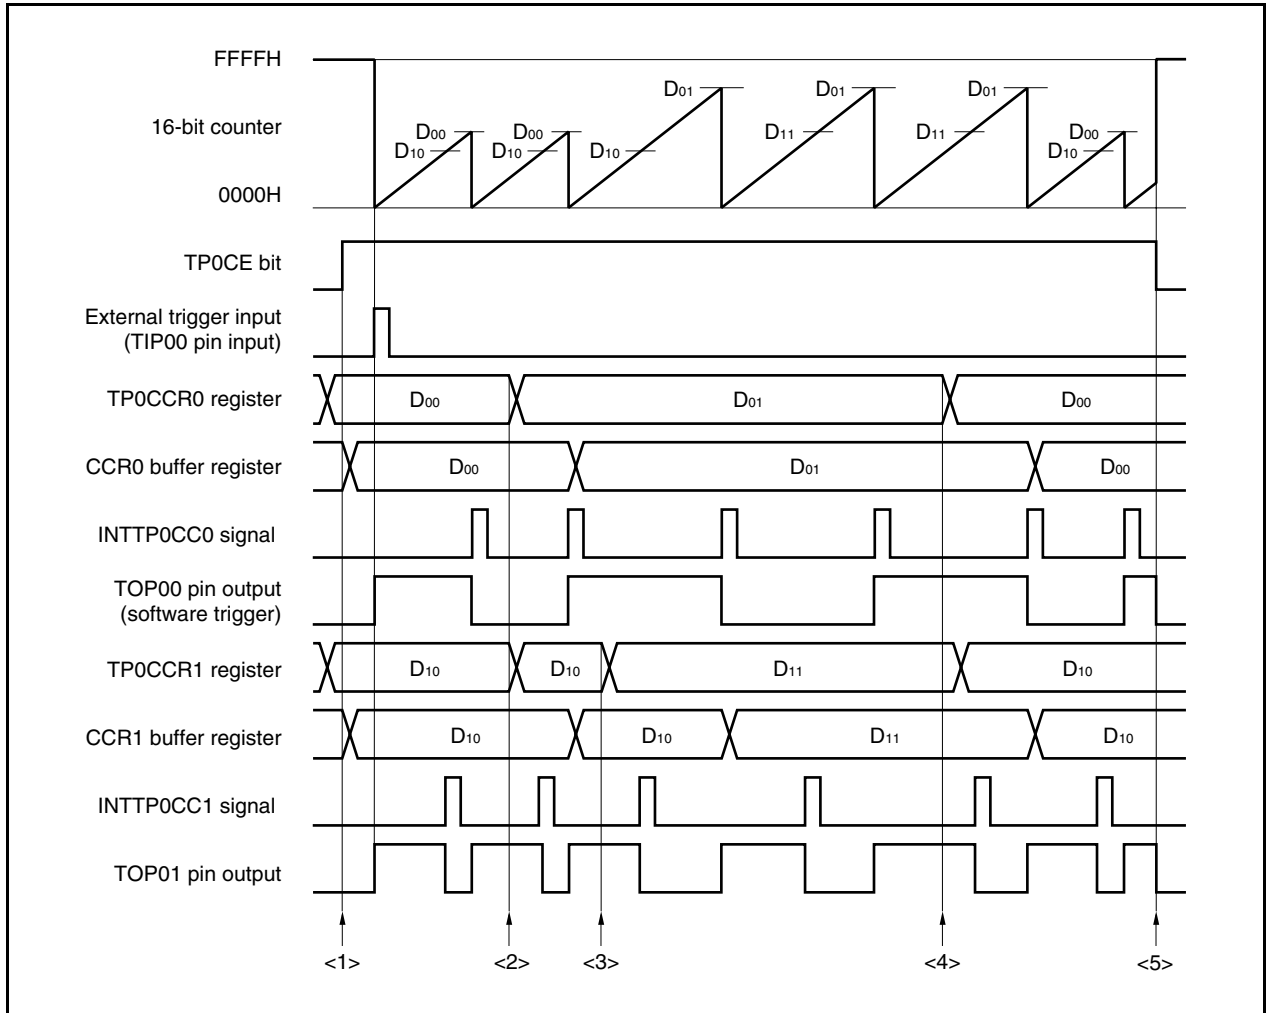 FFFFH
D01 D01 D01
16-bit counter
D00 D00 D11 D11 D00
D10 D10 D10 D10
0000H
TP0CE bit
External trigger input
(TIP00 pin input)
TP0CCR0 register D00 D01 D00
CCR0 buffer register D00 D01 D00
INTTP0CC0 signal
TOP00 pin output
(software trigger)
TP0CCR1 register D10 D10 D11 D10
CCR1 buffer register D10 D10 D11 D10
INTTP0CC1 signal
TOP01 pin output
<1> <2> <3> <4> <5>